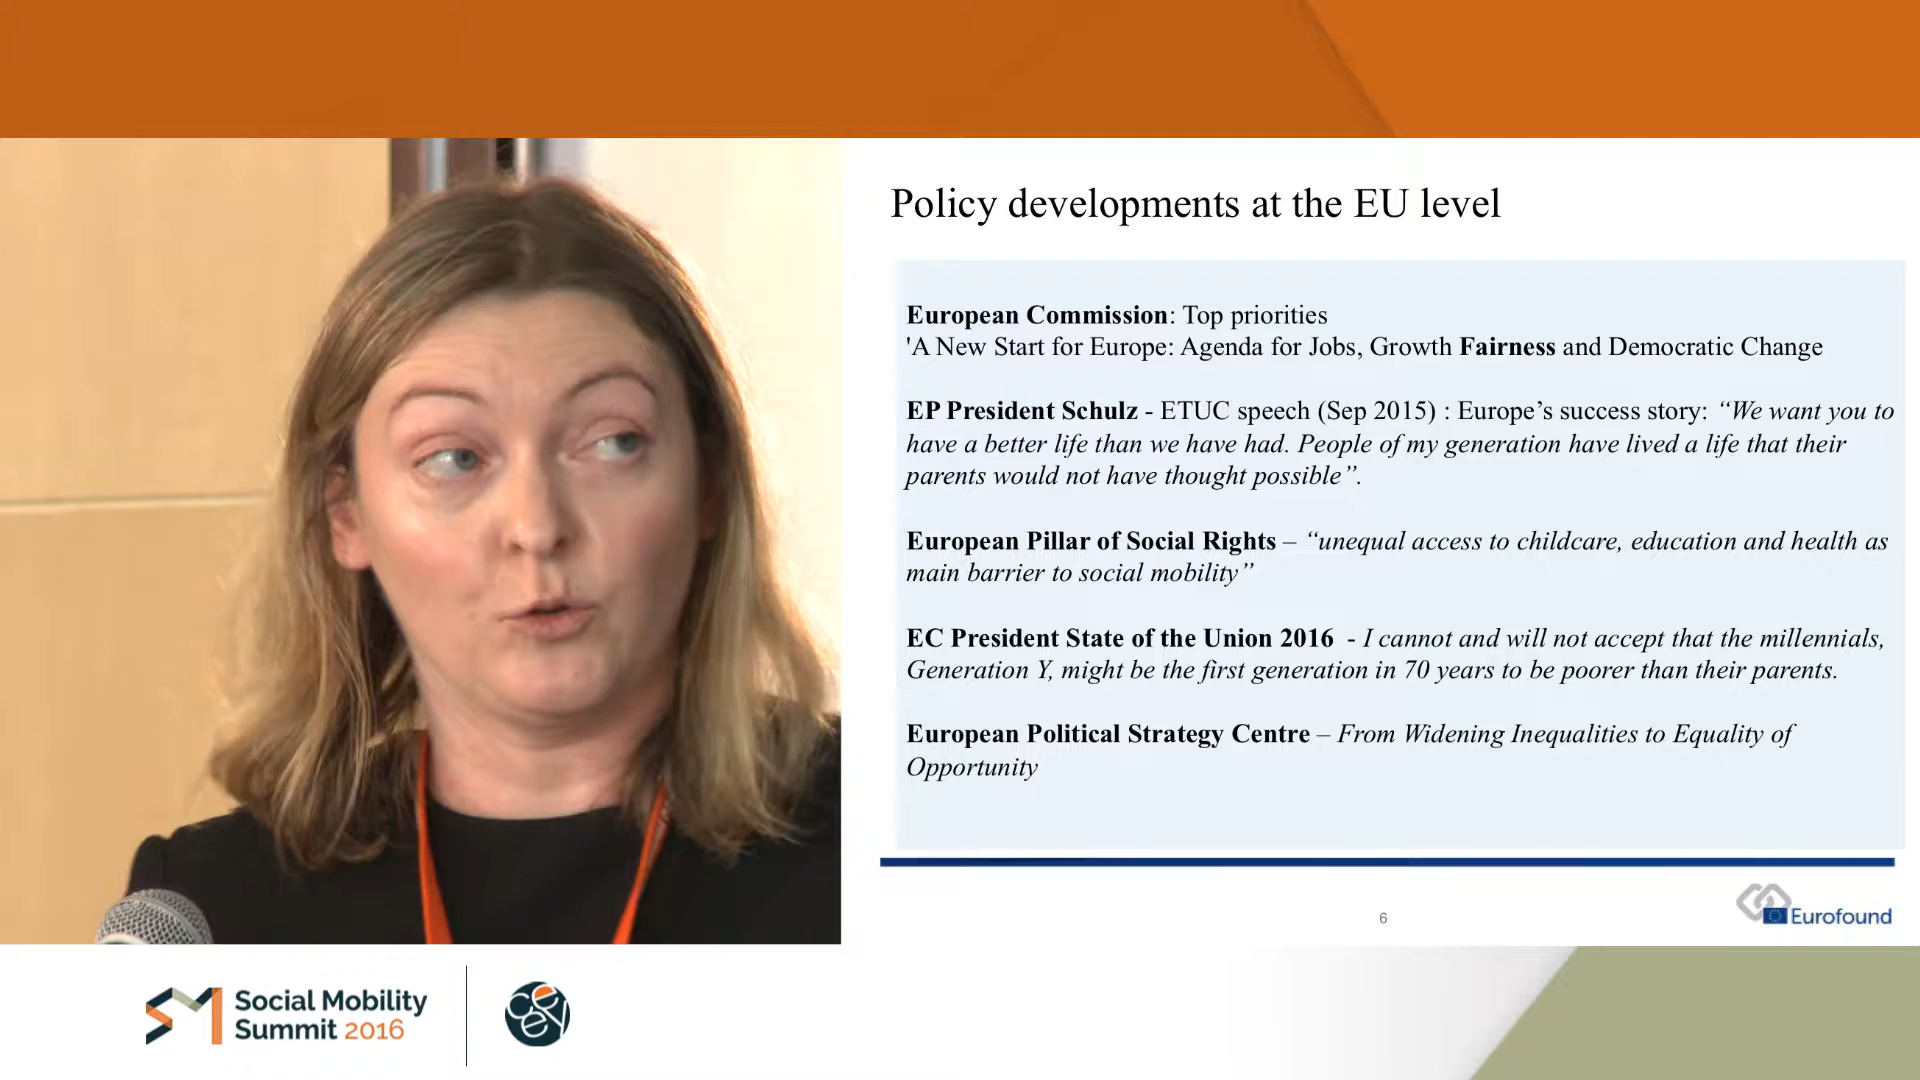 Policy developments at the EU level
European Commission: Top priorities
'A New Start for Europe: Agenda for Jobs, Growth Fairness and Democratic Change
EP President Schulz - ETUC speech (Sep 2015) : Europe’s success story: “We want you to
have a better life than we have had. People of my generation have lived a life that their
parents would not have thought possible”.
European Pillar of Social Rights – “unequal access to childcare, education and health as
main barrier to social mobility”
EC President State of the Union 2016 - I cannot and will not accept that the millennials,
Generation Y, might be the first generation in 70 years to be poorer than their parents.
European Political Strategy Centre – From Widening Inequalities to Equality of
Opportunity
6
Eurofound
SM
Social Mobility
Summit 2016
ceey